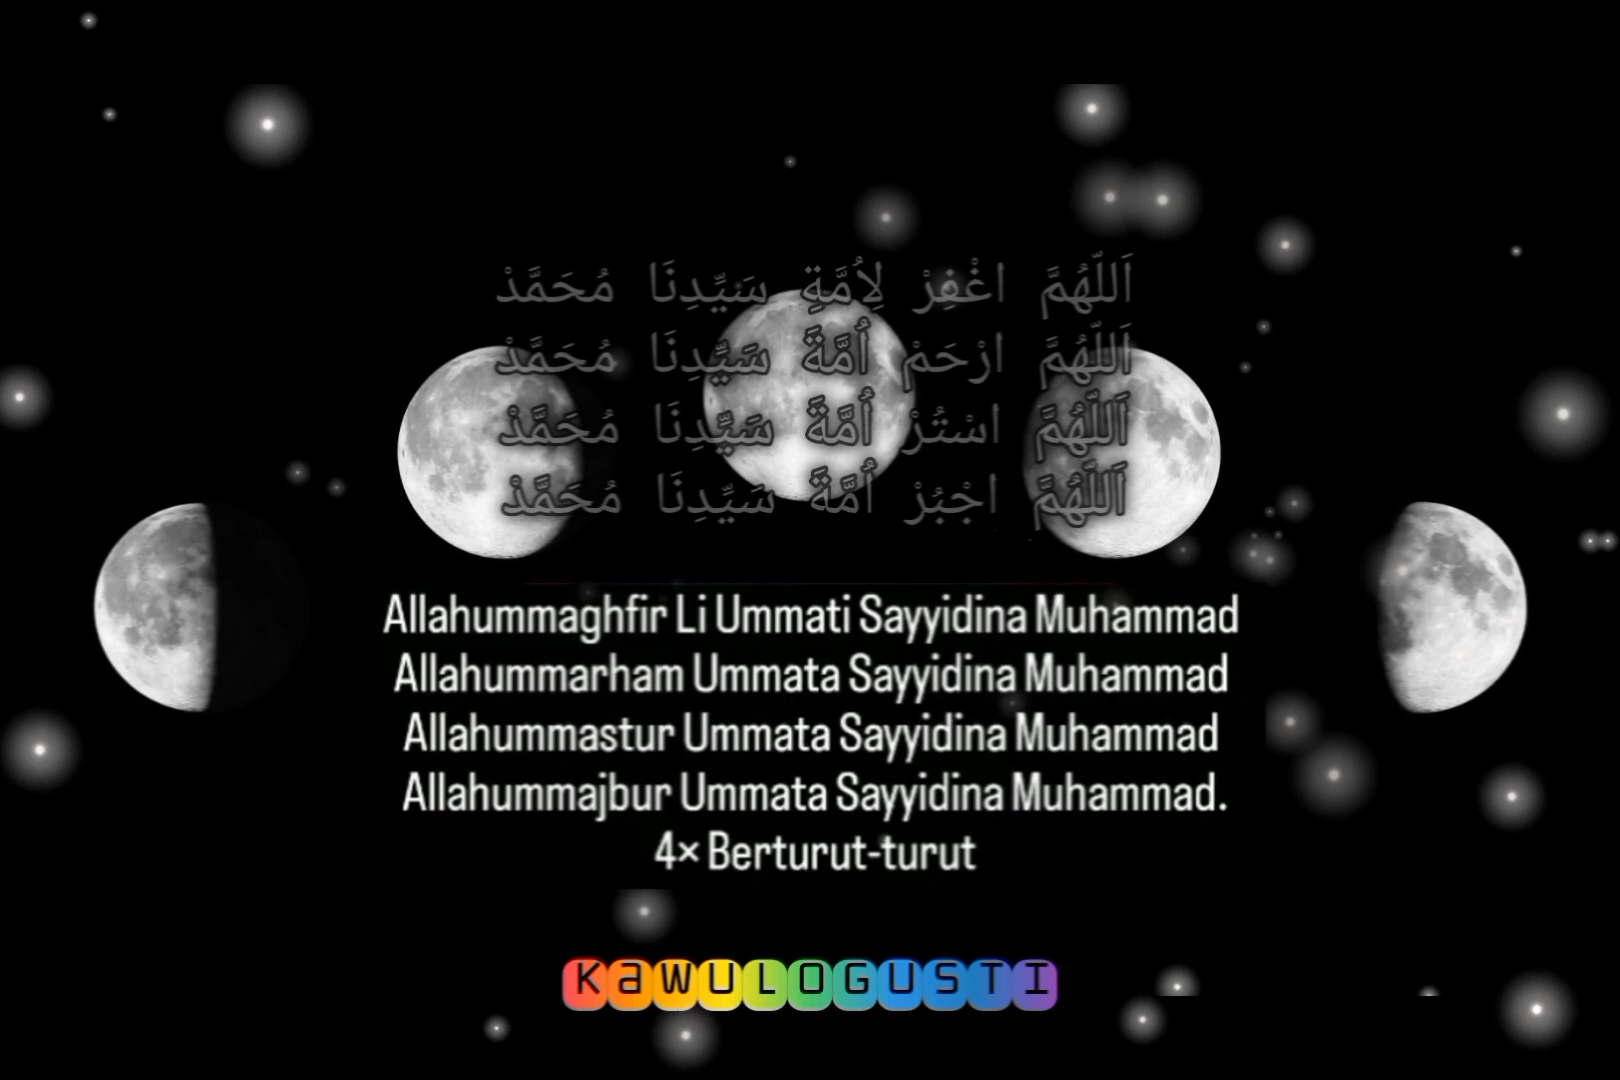 اَللّٰهُمَّ اغْفِرْ لِاُمَّةِ سَيِّدِنَا مُحَمَّدْ
اَللّٰهُمَّ ارْحَمْ اُمَّةَ سَيِّدِنَا مُحَمَّدْ
اَللّٰهُمَّ اسْتُرْ اُمَّةَ سَيِّدِنَا مُحَمَّدْ
اَللّٰهُمَّ اجْبُرْ اُمَّةَ سَيِّدِنَا مُحَمَّدْ
Allahummaghfir Li Ummati Sayyidina Muhammad
Allahummarham Ummata Sayyidina Muhammad
Allahummastur Ummata Sayyidina Muhammad
Allahummajbur Ummata Sayyidina Muhammad.
4× Berturut-turut
KaWULOGUSTI